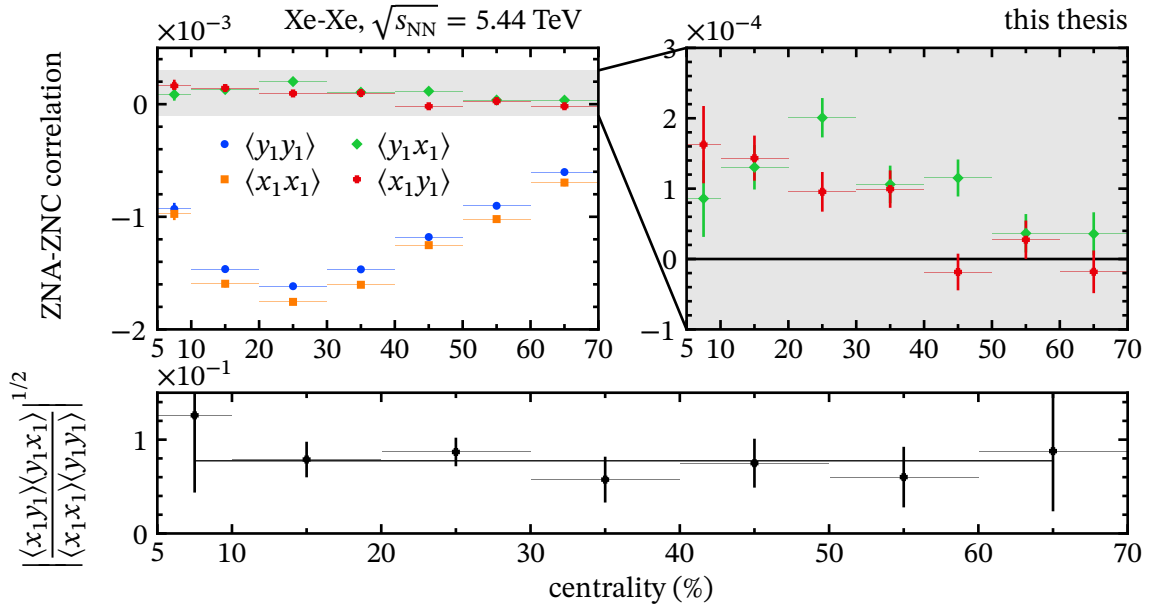 Xe-Xe, √s_NN = 5.44 TeV
this thesis
×10⁻³
×10⁻⁴
ZNA-ZNC correlation
0
−1
−2
⟨y₁y₁⟩
⟨y₁x₁⟩
⟨x₁x₁⟩
⟨x₁y₁⟩
5 10 20 30 40 50 60 70
3
2
1
0
−1
5 10 20 30 40 50 60 70
×10⁻¹
|⟨x₁y₁⟩⟨y₁x₁⟩ / ⟨x₁x₁⟩⟨y₁y₁⟩|^1/2
1
0
5 10 20 30 40 50 60 70
centrality (%)